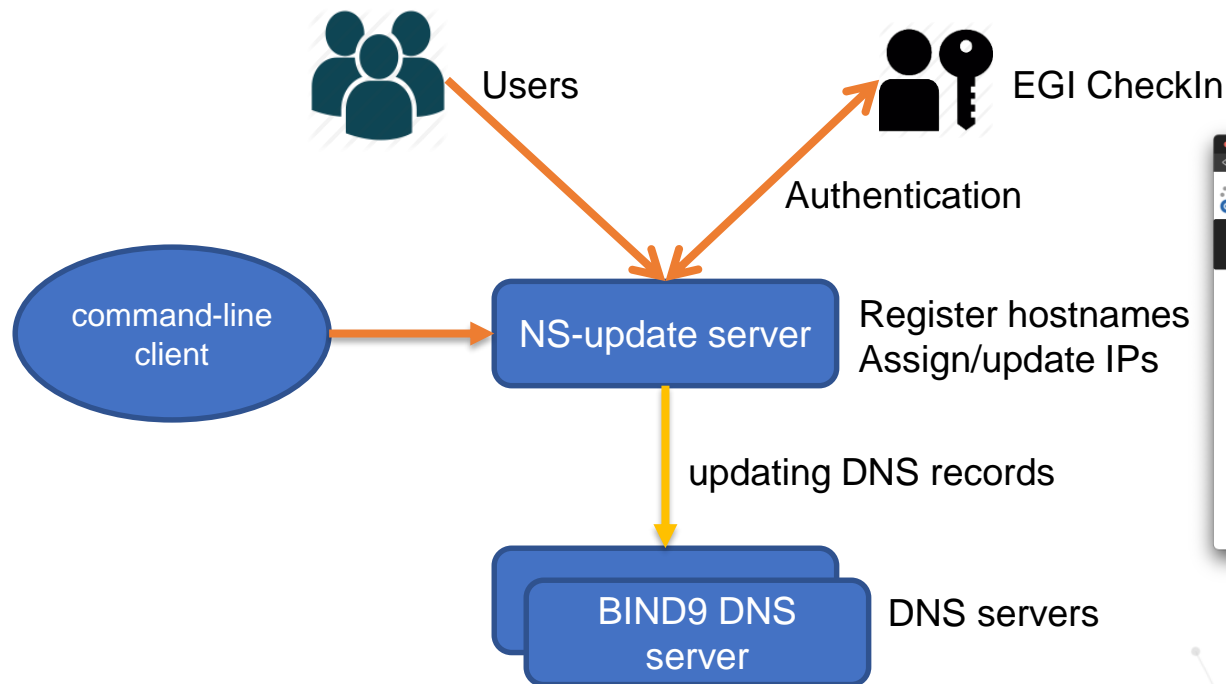 Users
EGI CheckIn
Authentication
command-line
client
NS-update server
Register hostnames
Assign/update IPs
updating DNS records
BIND9 DNS
server
DNS servers